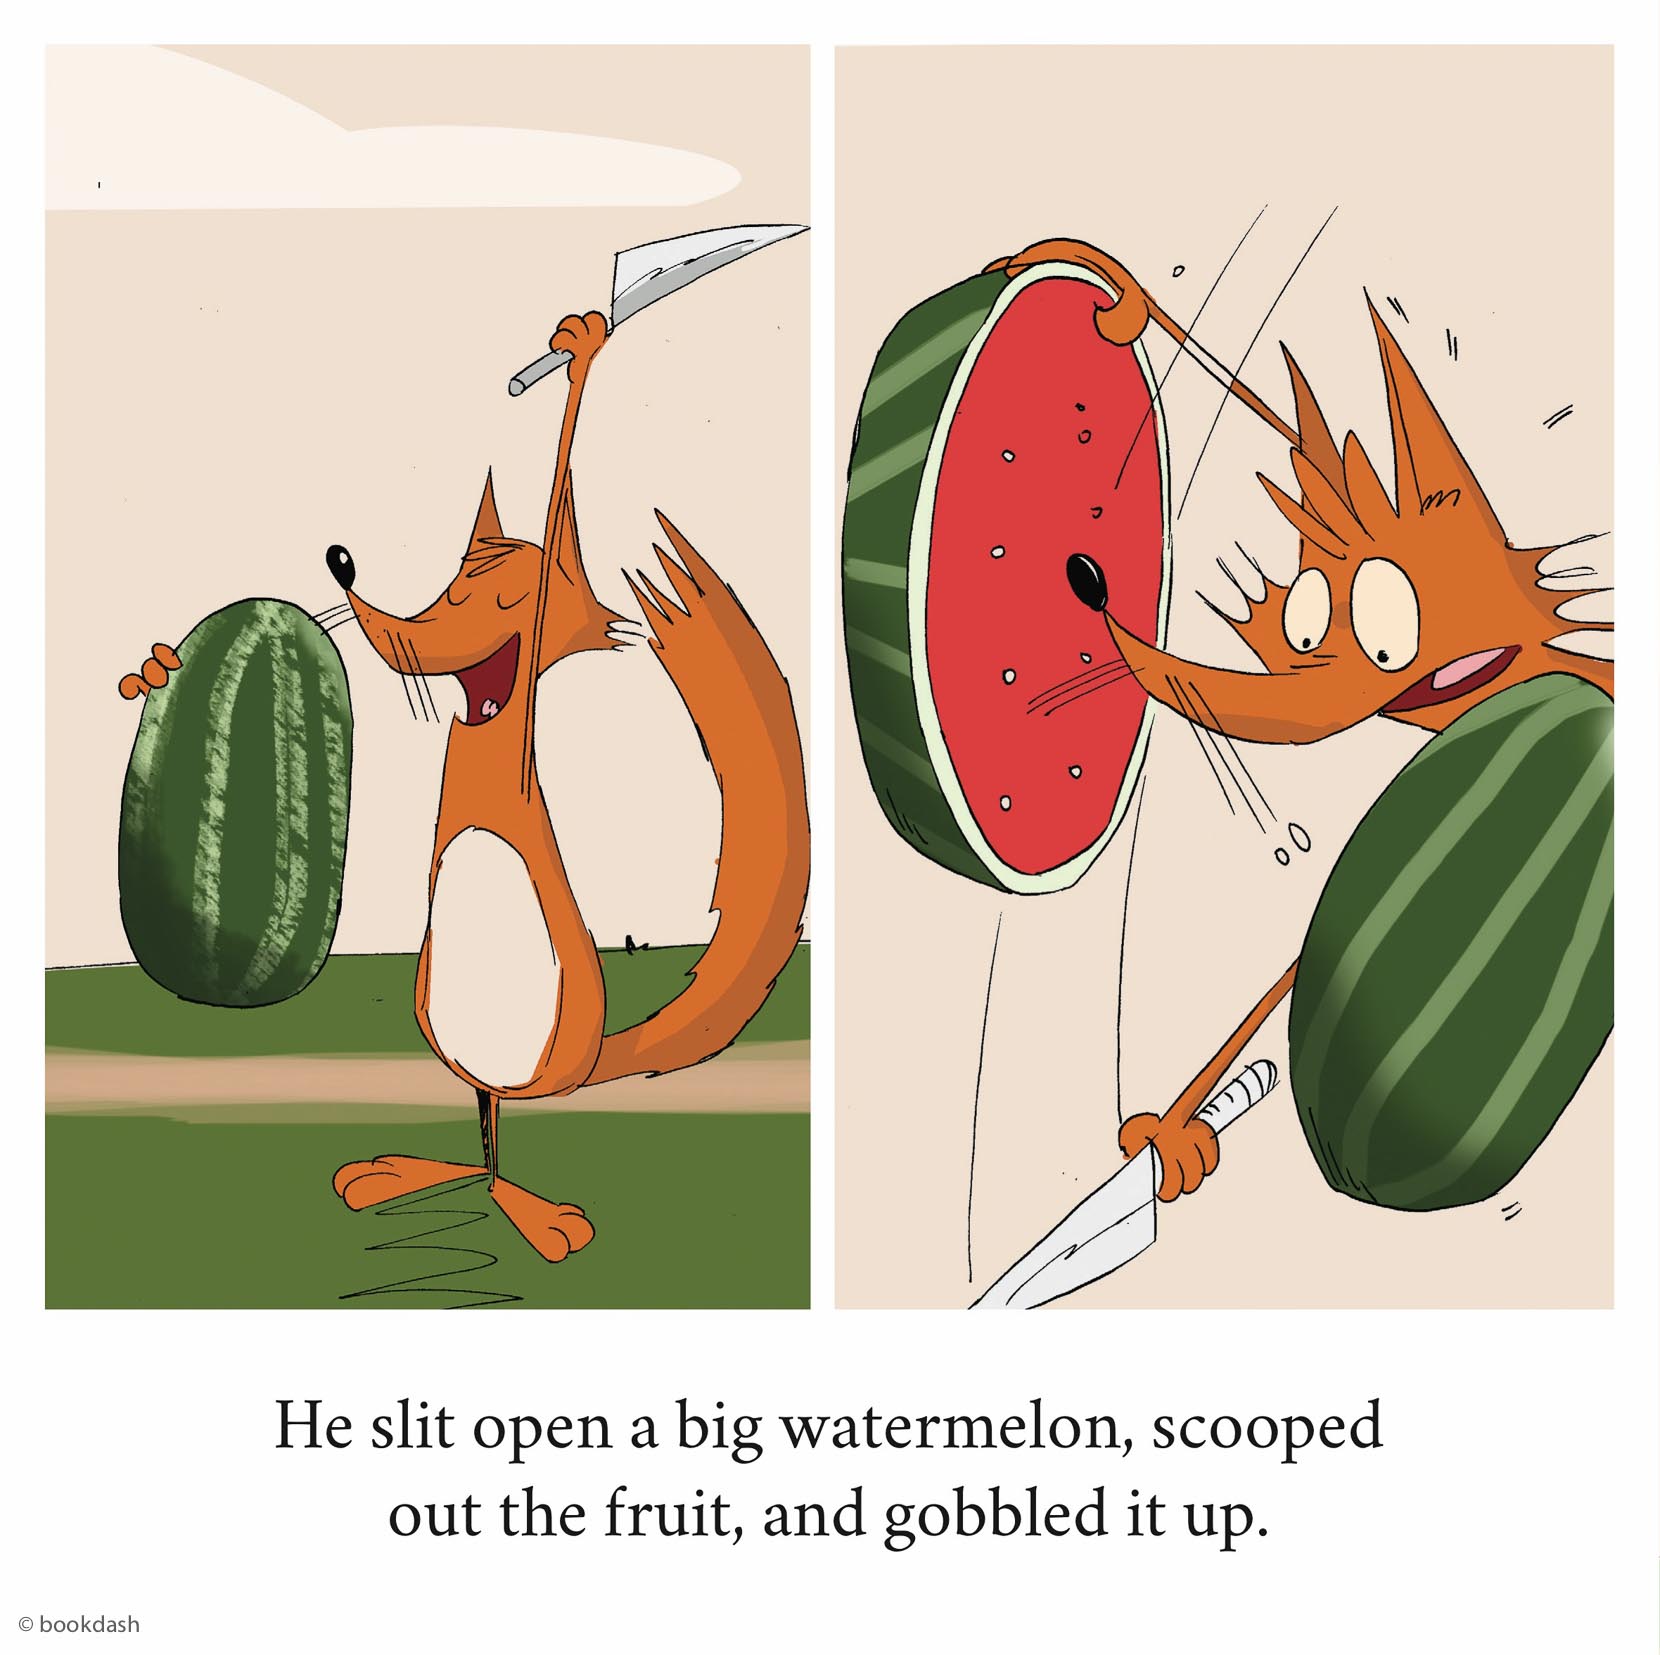 He slit open a big watermelon, scooped
out the fruit, and gobbled it up.
© bookdash